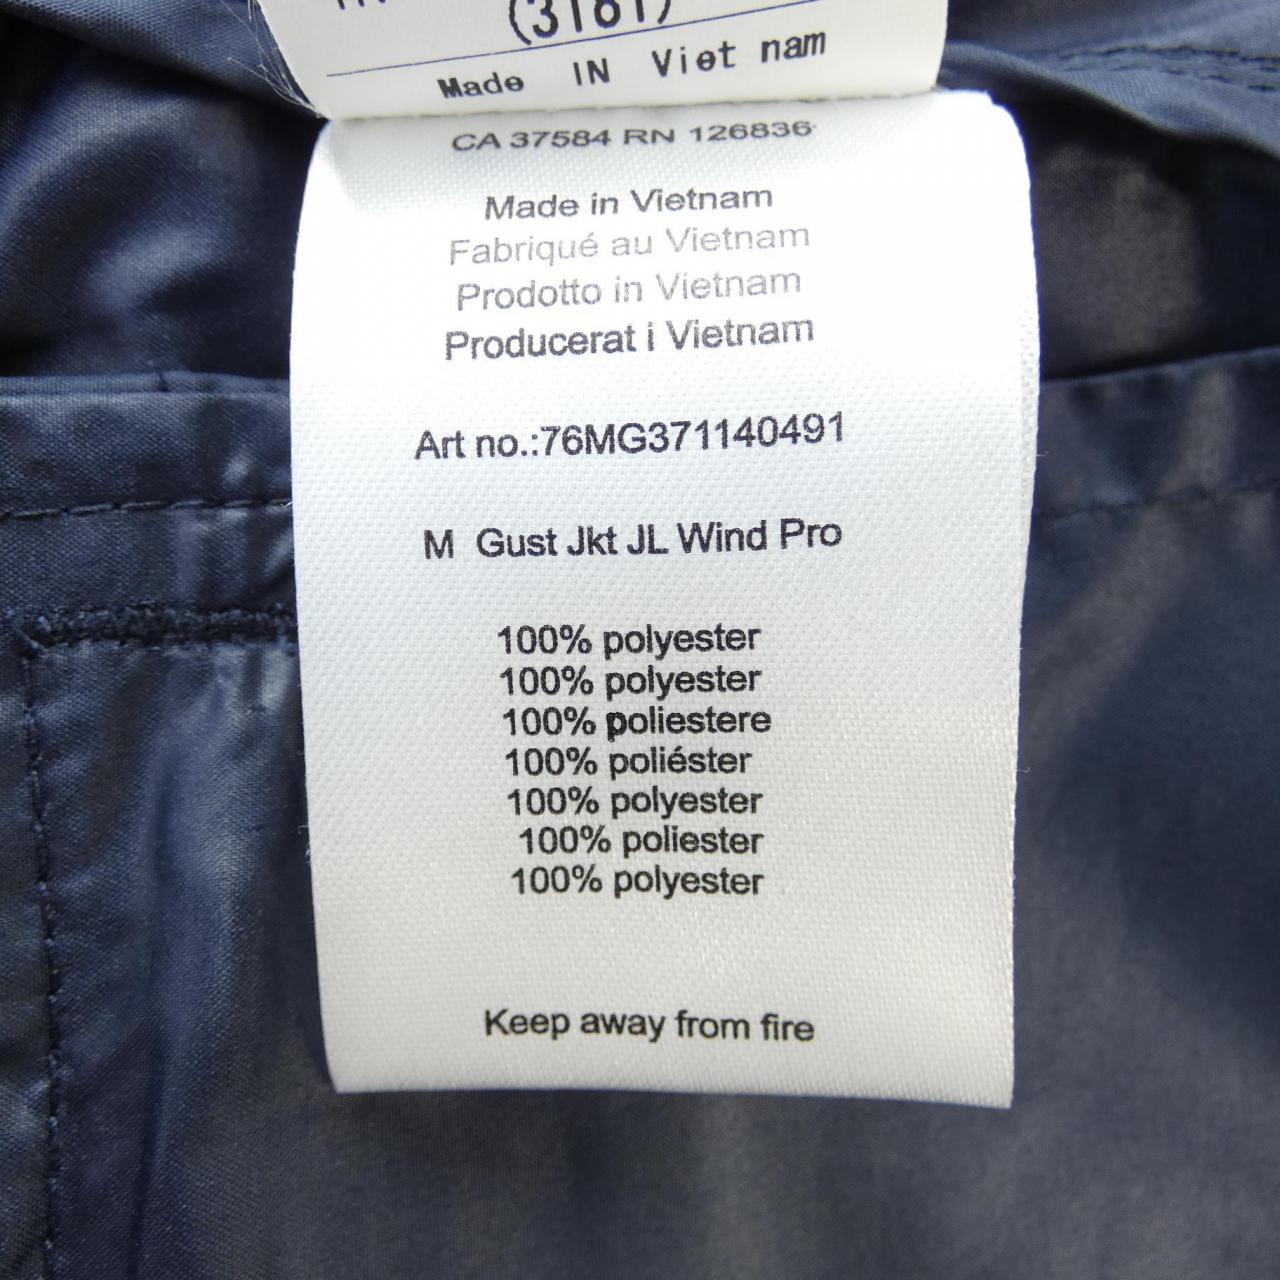 (3181)
Made IN Viet nam
CA 37584 RN 126836
Made in Vietnam
Fabriqué au Vietnam
Prodotto in Vietnam
Producerat i Vietnam
Art no.:76MG371140491
M Gust Jkt JL Wind Pro
100% polyester
100% polyester
100% poliestere
100% poliéster
100% polyester
100% poliester
100% polyester
Keep away from fire